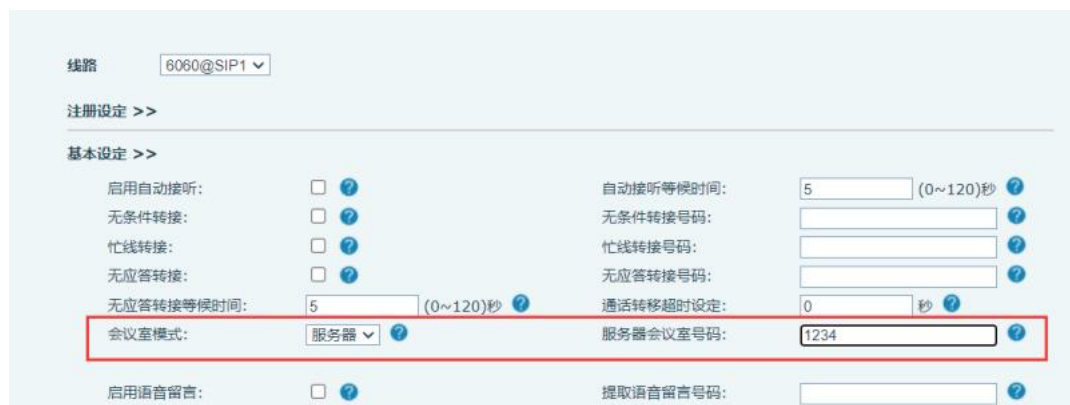 线路 6060@SIP1
注册设定 >>
基本设定 >>
启用自动接听: 自动接听等候时间: 5 (0~120)秒
无条件转接: 无条件转接号码:
忙线转接: 忙线转接号码:
无应答转接: 无应答转接号码:
无应答转接等候时间: 5 (0~120)秒 通话转移超时设定: 0 秒
会议室模式: 服务器 服务器会议室号码: 1234
启用语音留言: 提取语音留言号码: